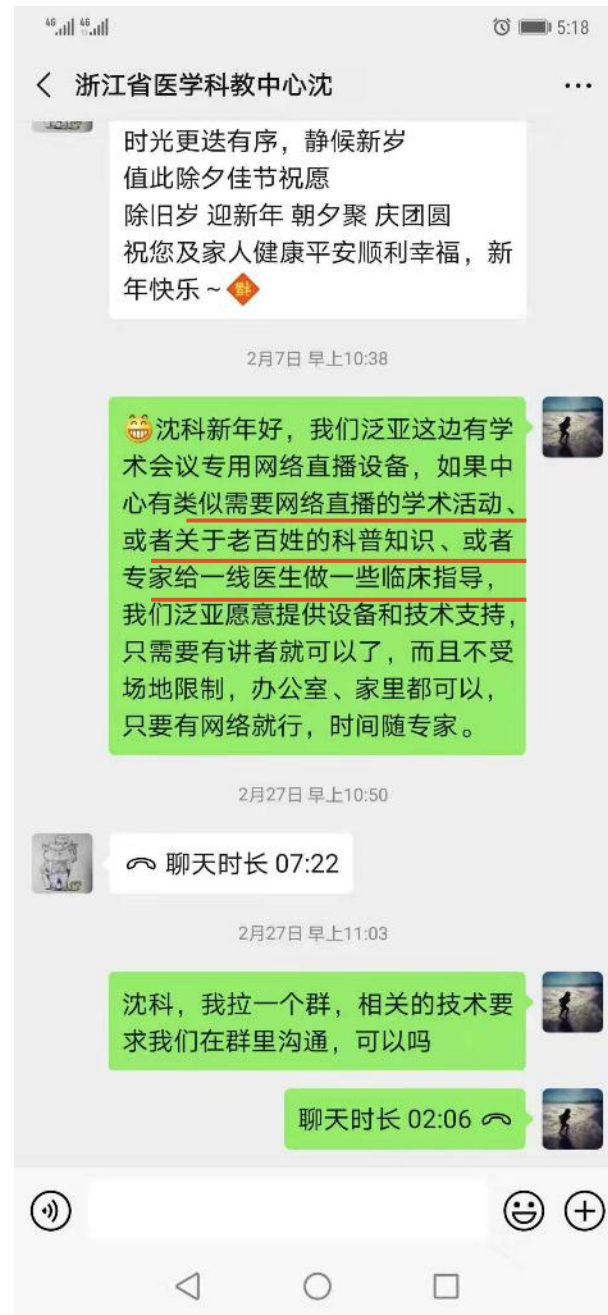 46 46 5:18
浙江省医学科教中心沈
时光更迭有序，静候新岁
值此除夕佳节祝愿
除旧岁 迎新年 朝夕聚 庆团圆
祝您及家人健康平安顺利幸福，新
年快乐~
2月7日 早上10:38
沈科新年好，我们泛亚这边有学
术会议专用网络直播设备，如果中
心有类似需要网络直播的学术活动、
或者关于老百姓的科普知识、或者
专家给一线医生做一些临床指导，
我们泛亚愿意提供设备和技术支持，
只需要有讲者就可以了，而且不受
场地限制，办公室、家里都可以，
只要有网络就行，时间随专家。
2月27日 早上10:50
聊天时长 07:22
2月27日 早上11:03
沈科，我拉一个群，相关的技术要
求我们在群里沟通，可以吗
聊天时长 02:06